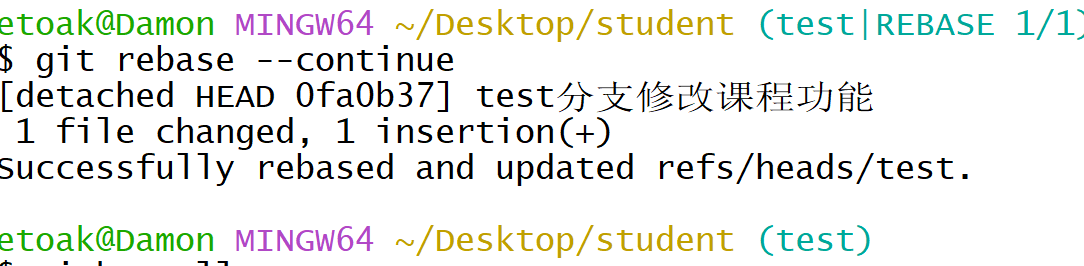 etoak@Damon MINGW64 ~/Desktop/student (test|REBASE 1/1)
$ git rebase --continue
[detached HEAD 0fa0b37] test分支修改课程功能
1 file changed, 1 insertion(+)
Successfully rebased and updated refs/heads/test.
etoak@Damon MINGW64 ~/Desktop/student (test)